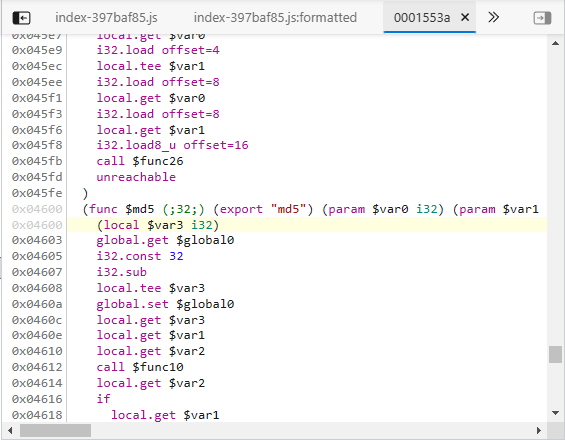 index-397baf85.js index-397baf85.js:formatted 0001553a
0x045e7 local.get $var0
0x045e9 i32.load offset=4
0x045ec local.tee $var1
0x045ee i32.load offset=8
0x045f1 local.get $var0
0x045f3 i32.load offset=8
0x045f6 local.get $var1
0x045f8 i32.load8_u offset=16
0x045fb call $func26
0x045fd unreachable
0x045fe )
0x04600 (func $md5 (;32;) (export "md5") (param $var0 i32) (param $var1
0x04600 (local $var3 i32)
0x04603 global.get $global0
0x04605 i32.const 32
0x04607 i32.sub
0x04608 local.tee $var3
0x0460a global.set $global0
0x0460c local.get $var3
0x0460e local.get $var1
0x04610 local.get $var2
0x04612 call $func10
0x04614 local.get $var2
0x04616 if
0x04618 local.get $var1